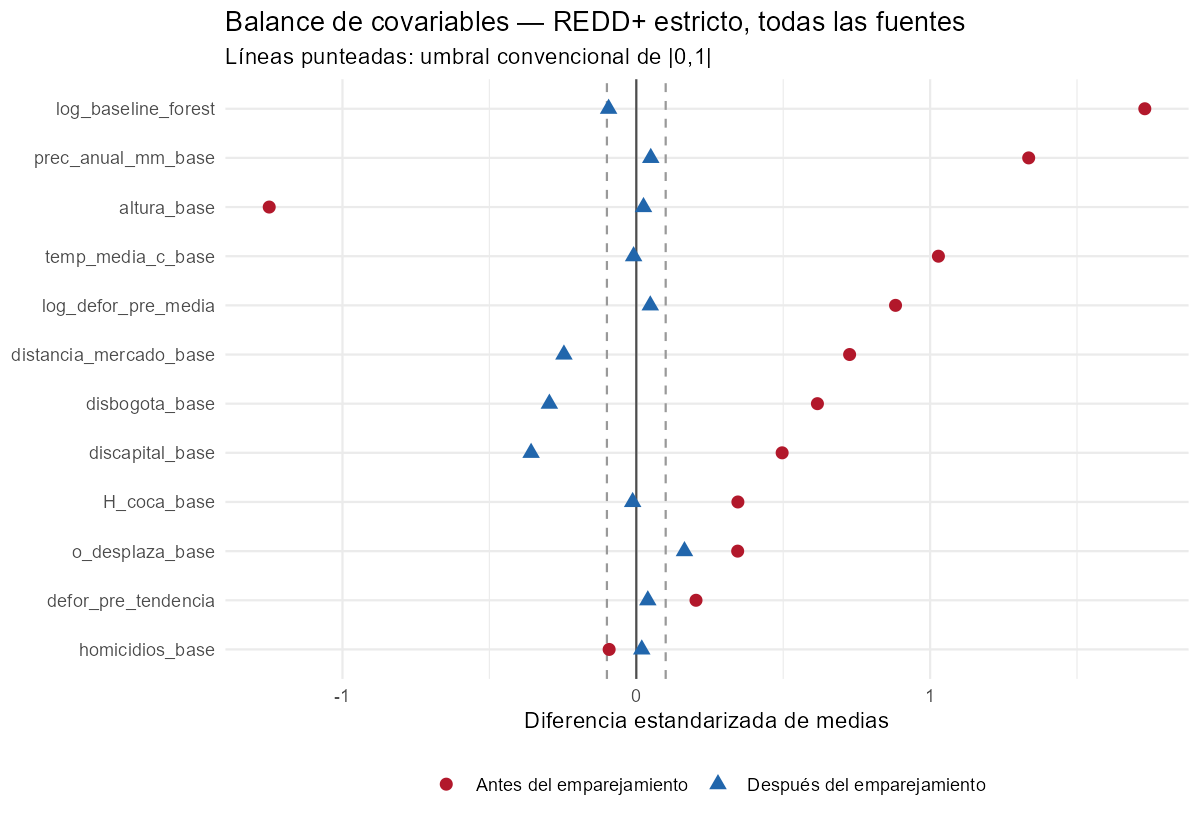 Balance de covariables — REDD+ estricto, todas las fuentes
Líneas punteadas: umbral convencional de |0,1|
log_baseline_forest
prec_anual_mm_base
altura_base
temp_media_c_base
log_defor_pre_media
distancia_mercado_base
disbogota_base
discapital_base
H_coca_base
o_desplaza_base
defor_pre_tendencia
homicidios_base
-1 0 1
Diferencia estandarizada de medias
Antes del emparejamiento Después del emparejamiento